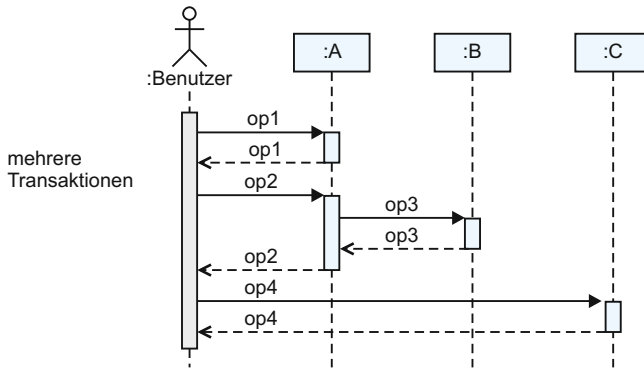 :Benutzer
:A
:B
:C
mehrere
Transaktionen
op1
op1
op2
op3
op3
op2
op4
op4